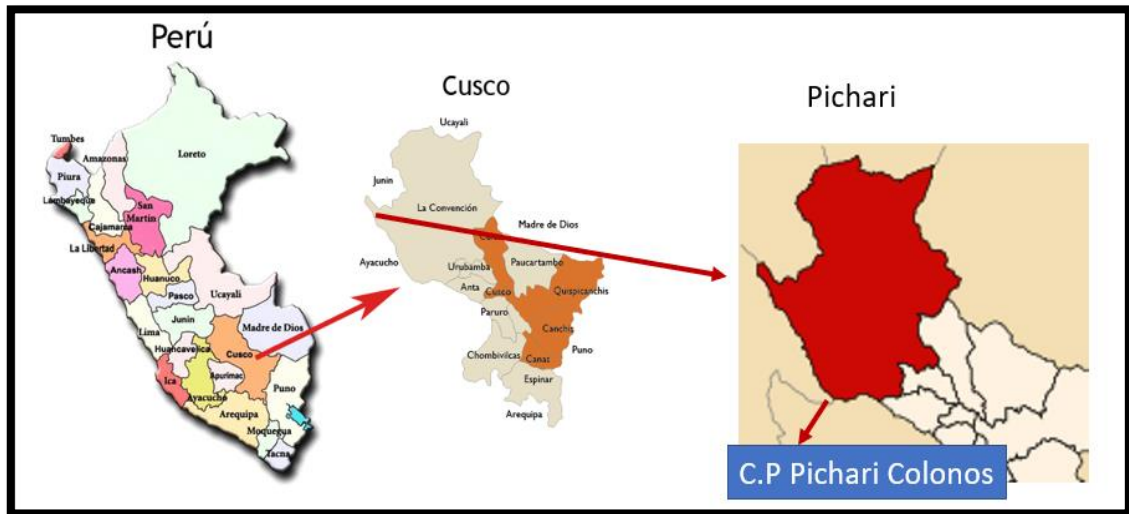 Perú
Tumbes
Piura
Amazonas
Loreto
Lambayeque
Cajamarca
San
Martin
La Libertad
Ancash
Huanuco
Pasco
Ucayali
Lima
Junin
Madre de Dios
Huancavelica
Cusco
Ica
Apurimac
Ayacucho
Puno
Arequipa
Moquegua
Tacna
Cusco
Ucayali
Junin
La Convención
Madre de Dios
Ayacucho
Urubamba
Paucartambo
Anta
Cusco
Quispicanchis
Paruro
Canchis
Chombivilcas
Canas
Puno
Espinar
Arequipa
Pichari
C.P Pichari Colonos